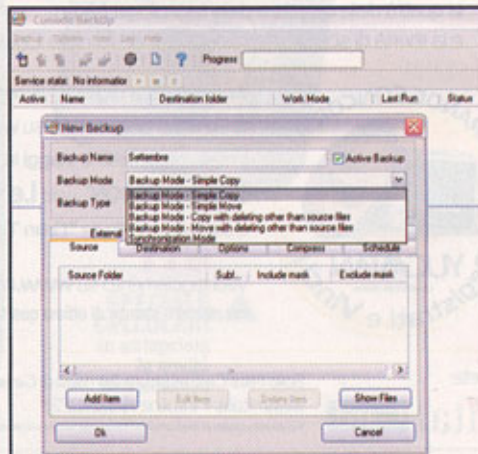 Comodo BackUp
Backup Options View Log Help
Progress
Service state: No informatior
Active Name Destination folder Work Mode Last Run Status
New Backup
Backup Name Settembre Active Backup
Backup Mode Backup Mode - Simple Copy
Backup Mode - Simple Copy
Backup Type Backup Mode - Simple Move
Backup Mode - Copy with deleting other than source files
Backup Mode - Move with deleting other than source files
Synchronization Mode
External
Source Destination Options Compress Schedule
Source Folder Subf... Include mask Exclude mask
Add Item Edit Item Delete Item Show Files
Ok Cancel